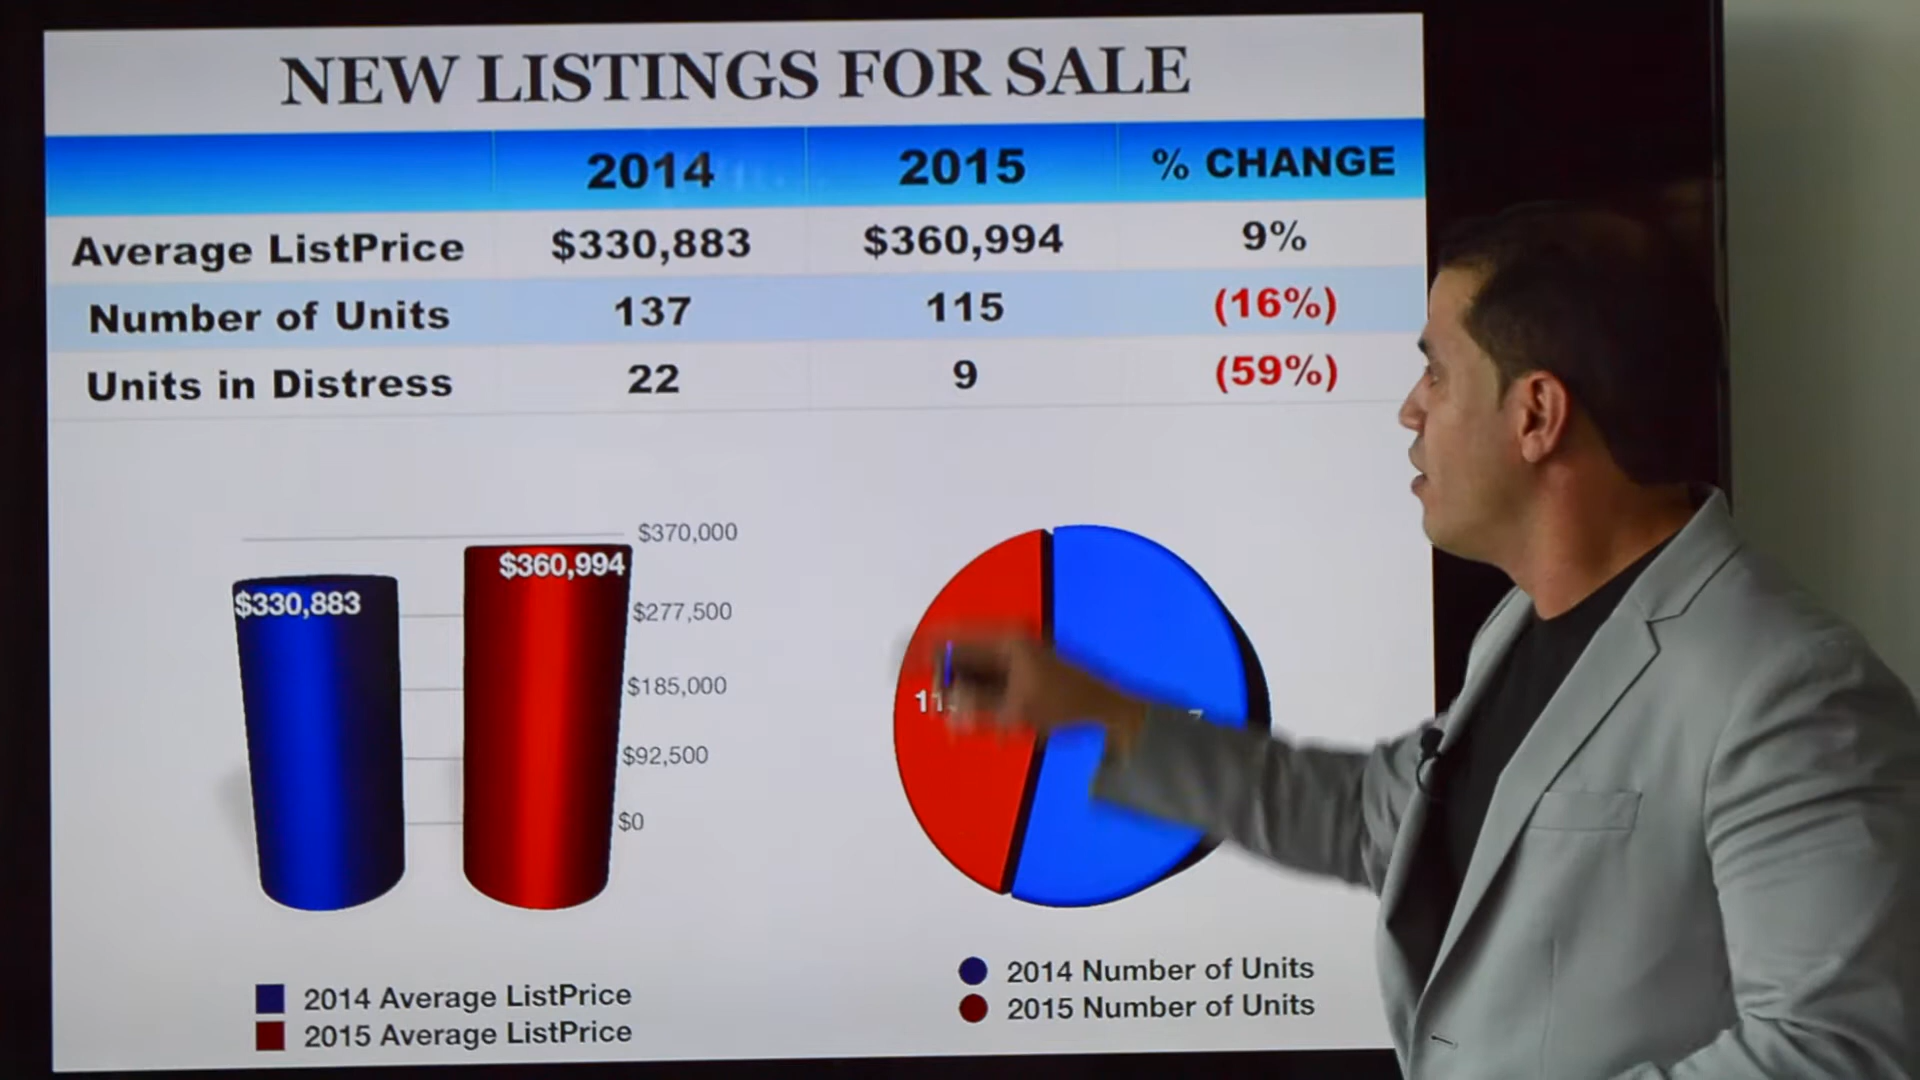 NEW LISTINGS FOR SALE
2014 2015 % CHANGE
Average ListPrice $330,883 $360,994 9%
Number of Units 137 115 (16%)
Units in Distress 22 9 (59%)
$370,000
$360,994
$330,883
$277,500
$185,000
$92,500
$0
2014 Average ListPrice
2015 Average ListPrice
2014 Number of Units
2015 Number of Units